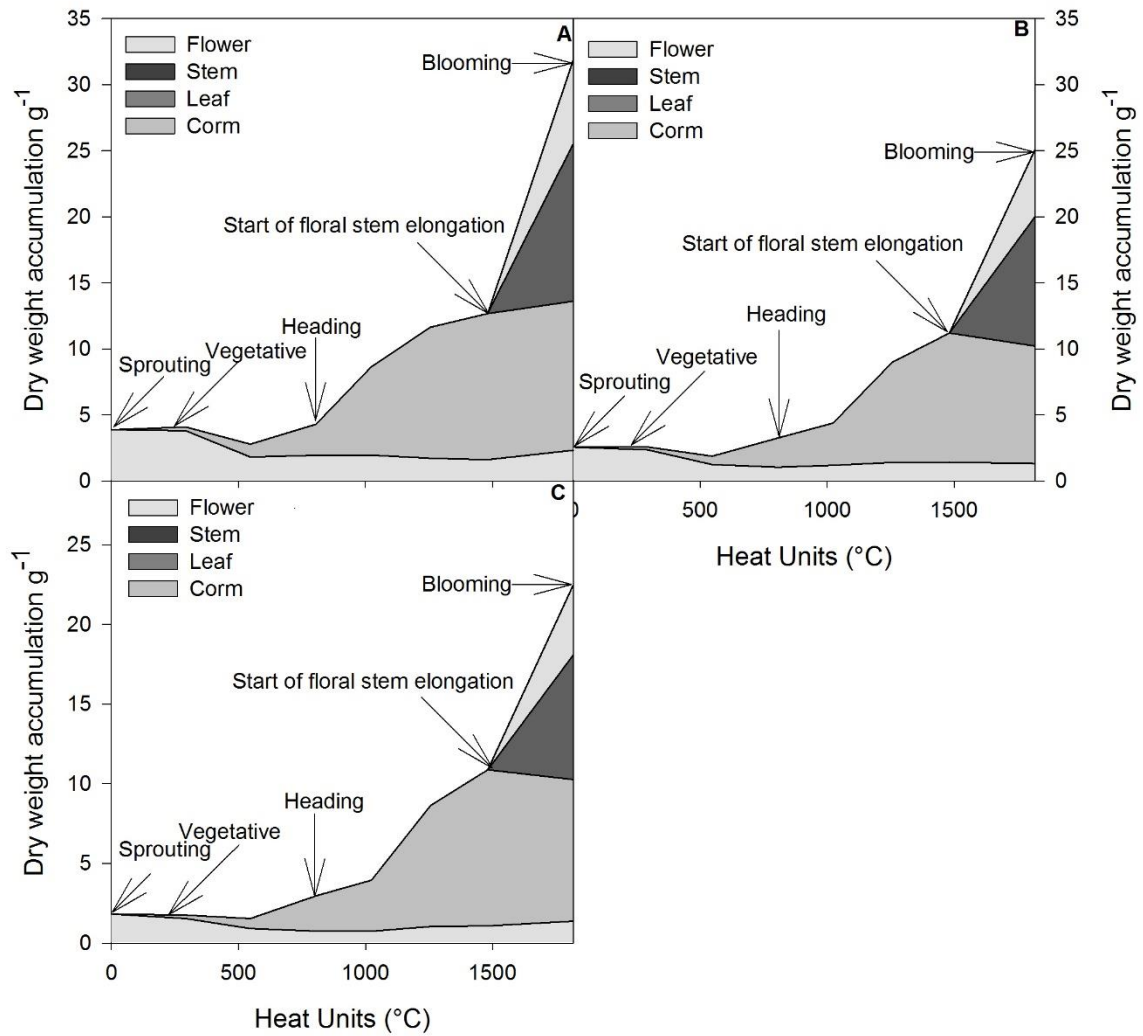 A
Flower
Stem
Leaf
Corm
Blooming
Start of floral stem elongation
Heading
Vegetative
Sprouting
35
30
25
20
15
10
5
0
Dry weight accumulation g⁻¹
B
Flower
Stem
Leaf
Corm
Blooming
Start of floral stem elongation
Heading
Vegetative
Sprouting
35
30
25
20
15
10
5
0
Dry weight accumulation g⁻¹
0 500 1000 1500
Heat Units (°C)
C
Flower
Stem
Leaf
Corm
Blooming
Start of floral stem elongation
Heading
Vegetative
Sprouting
25
20
15
10
5
0
Dry weight accumulation g⁻¹
0 500 1000 1500
Heat Units (°C)